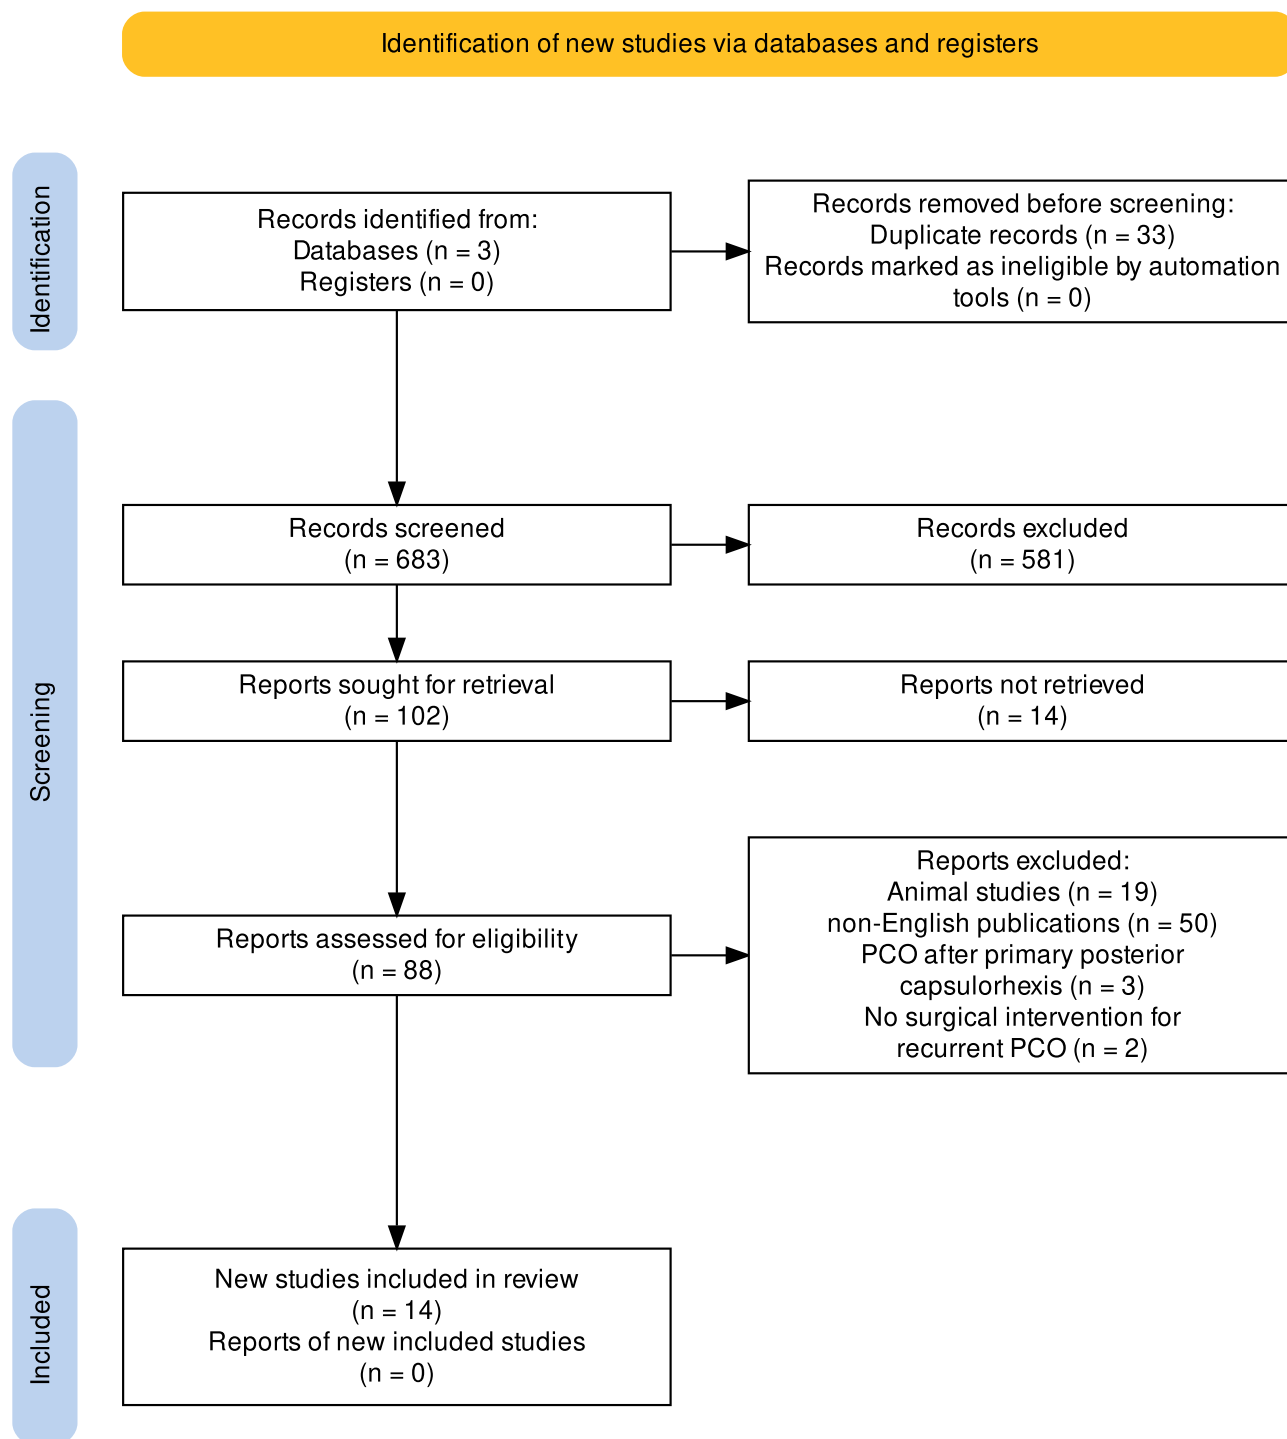 Identification of new studies via databases and registers
Identification
Records identified from:
Databases (n = 3)
Registers (n = 0)
Records removed before screening:
Duplicate records (n = 33)
Records marked as ineligible by automation
tools (n = 0)
Screening
Records screened
(n = 683)
Records excluded
(n = 581)
Reports sought for retrieval
(n = 102)
Reports not retrieved
(n = 14)
Reports assessed for eligibility
(n = 88)
Reports excluded:
Animal studies (n = 19)
non-English publications (n = 50)
PCO after primary posterior
capsulorhexis (n = 3)
No surgical intervention for
recurrent PCO (n = 2)
Included
New studies included in review
(n = 14)
Reports of new included studies
(n = 0)